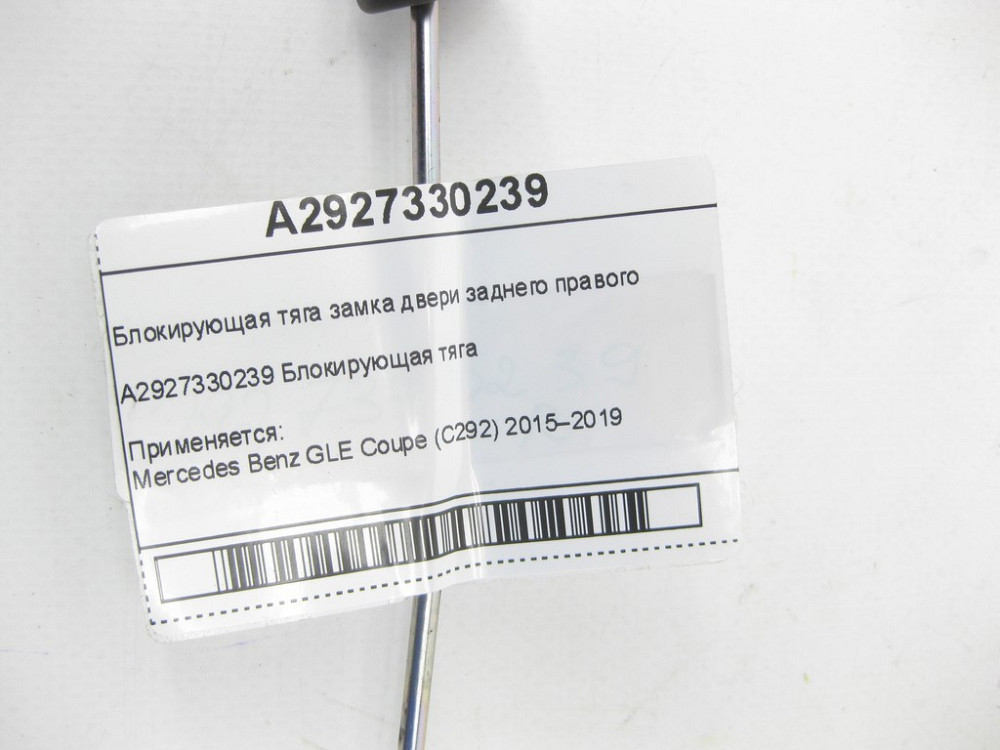 A2927330239
Блокирующая тяга замка двери заднего правого
A2927330239 Блокирующая тяга
Применяется:
Mercedes Benz GLE Coupe (C292) 2015–2019